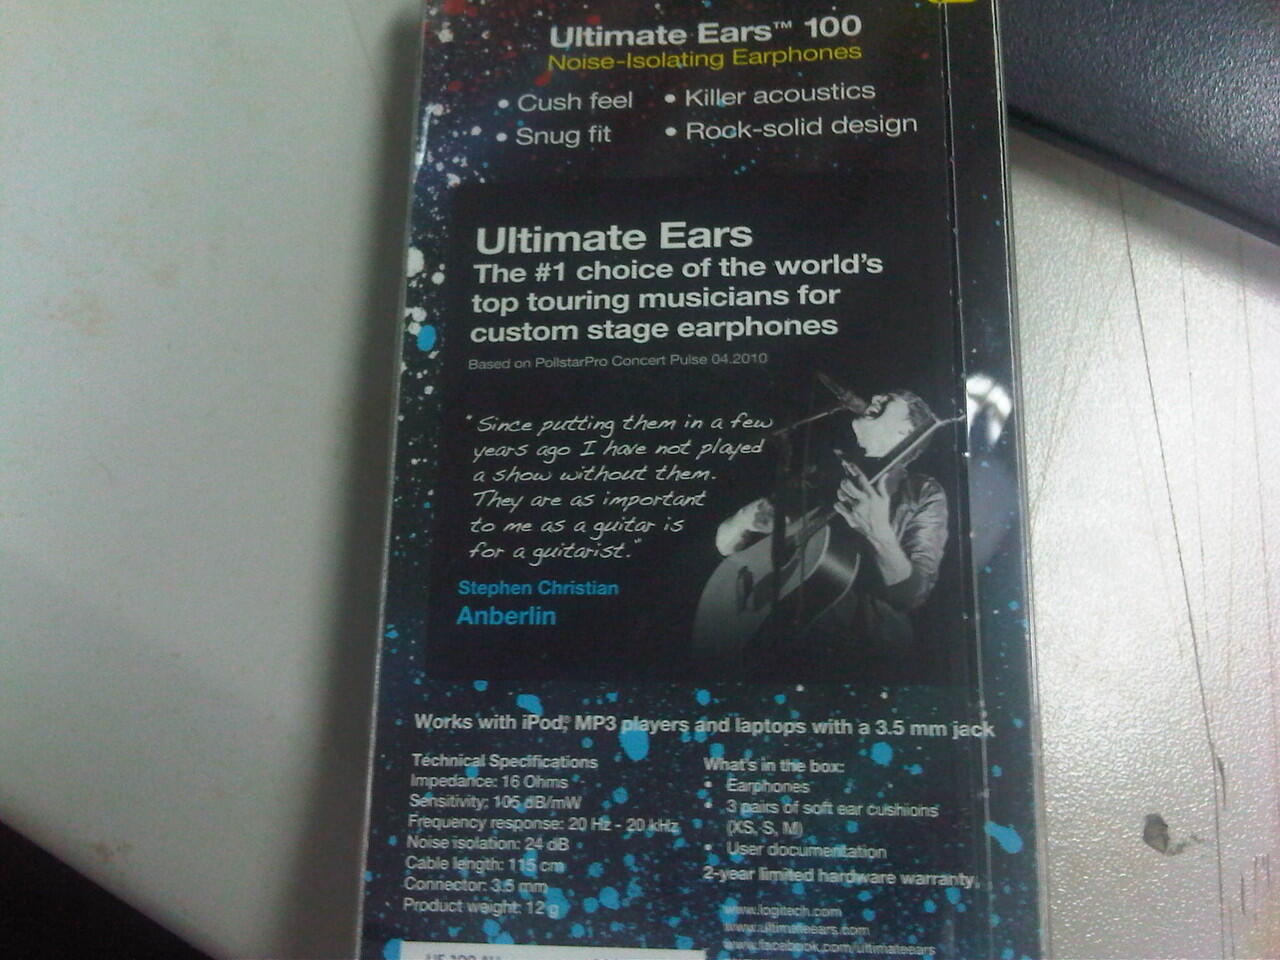 Ultimate Ears™ 100
Noise-Isolating Earphones
• Cush feel • Killer acoustics
• Snug fit • Rock-solid design
Ultimate Ears
The #1 choice of the world's
top touring musicians for
custom stage earphones
Based on PollstarPro Concert Pulse 04.2010
"Since putting them in a few
years ago I have not played
a show without them.
They are as important
to me as a guitar is
for a guitarist."
Stephen Christian
Anberlin
Works with iPod,® MP3 players and laptops with a 3.5 mm jack
Technical Specifications
Impedance: 16 Ohms
Sensitivity: 105 dB/mW
Frequency response: 20 Hz - 20 kHz
Noise isolation: 24 dB
Cable length: 115 cm
Connector: 3.5 mm
Product weight: 12 g
What's in the box:
• Earphones
• 3 pairs of soft ear cushions
(XS, S, M)
• User documentation
2-year limited hardware warranty.
www.logitech.com
www.ultimateears.com
www.facebook.com/ultimateears